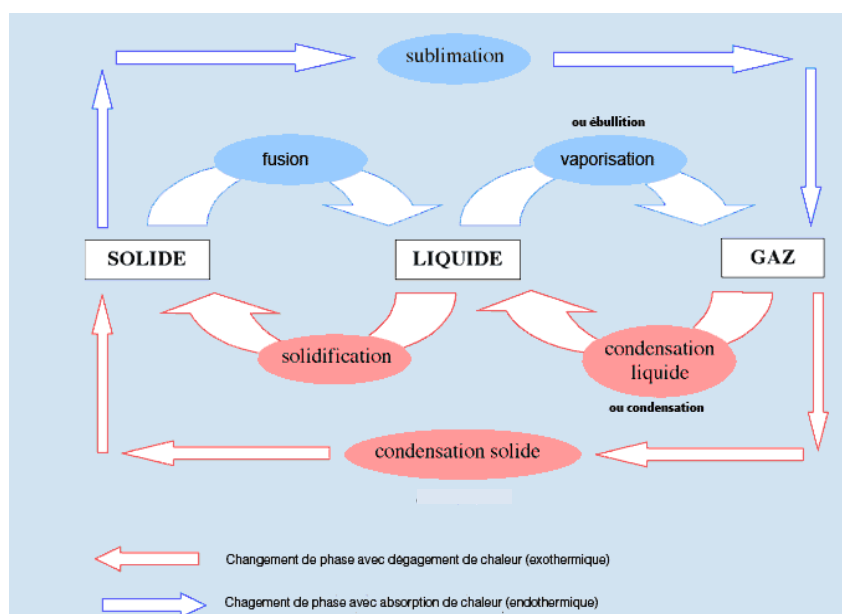 sublimation
ou ébullition
fusion
vaporisation
SOLIDE
LIQUIDE
GAZ
solidification
condensation
liquide
ou condensation
condensation solide
Changement de phase avec dégagement de chaleur (exothermique)
Chagement de phase avec absorption de chaleur (endothermique)